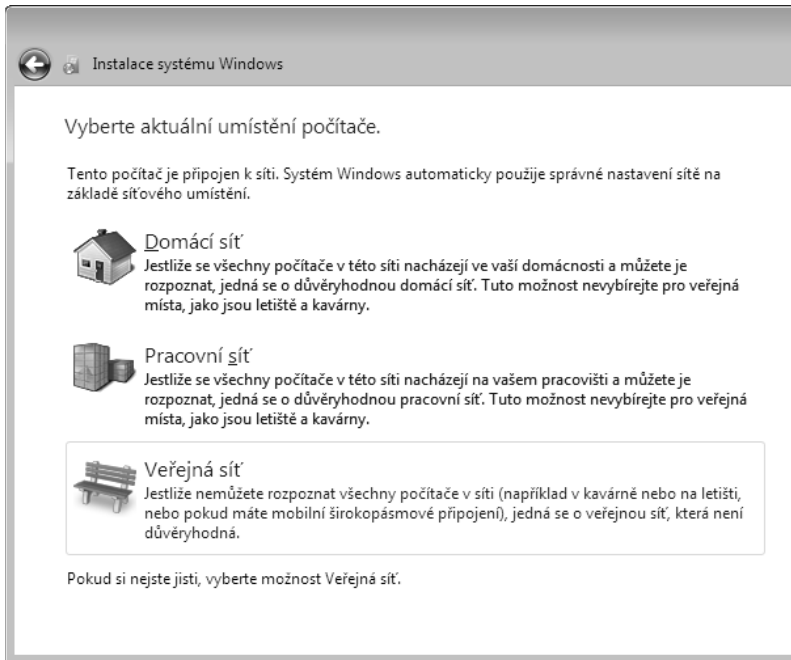 Instalace systému Windows
Vyberte aktuální umístění počítače.
Tento počítač je připojen k síti. Systém Windows automaticky použije správné nastavení sítě na
základě síťového umístění.
Domácí síť
Jestliže se všechny počítače v této síti nacházejí ve vaší domácnosti a můžete je
rozpoznat, jedná se o důvěryhodnou domácí síť. Tuto možnost nevybírejte pro veřejná
místa, jako jsou letiště a kavárny.
Pracovní síť
Jestliže se všechny počítače v této síti nacházejí na vašem pracovišti a můžete je
rozpoznat, jedná se o důvěryhodnou pracovní síť. Tuto možnost nevybírejte pro veřejná
místa, jako jsou letiště a kavárny.
Veřejná síť
Jestliže nemůžete rozpoznat všechny počítače v síti (například v kavárně nebo na letišti,
nebo pokud máte mobilní širokopásmové připojení), jedná se o veřejnou síť, která není
důvěryhodná.
Pokud si nejste jisti, vyberte možnost Veřejná síť.